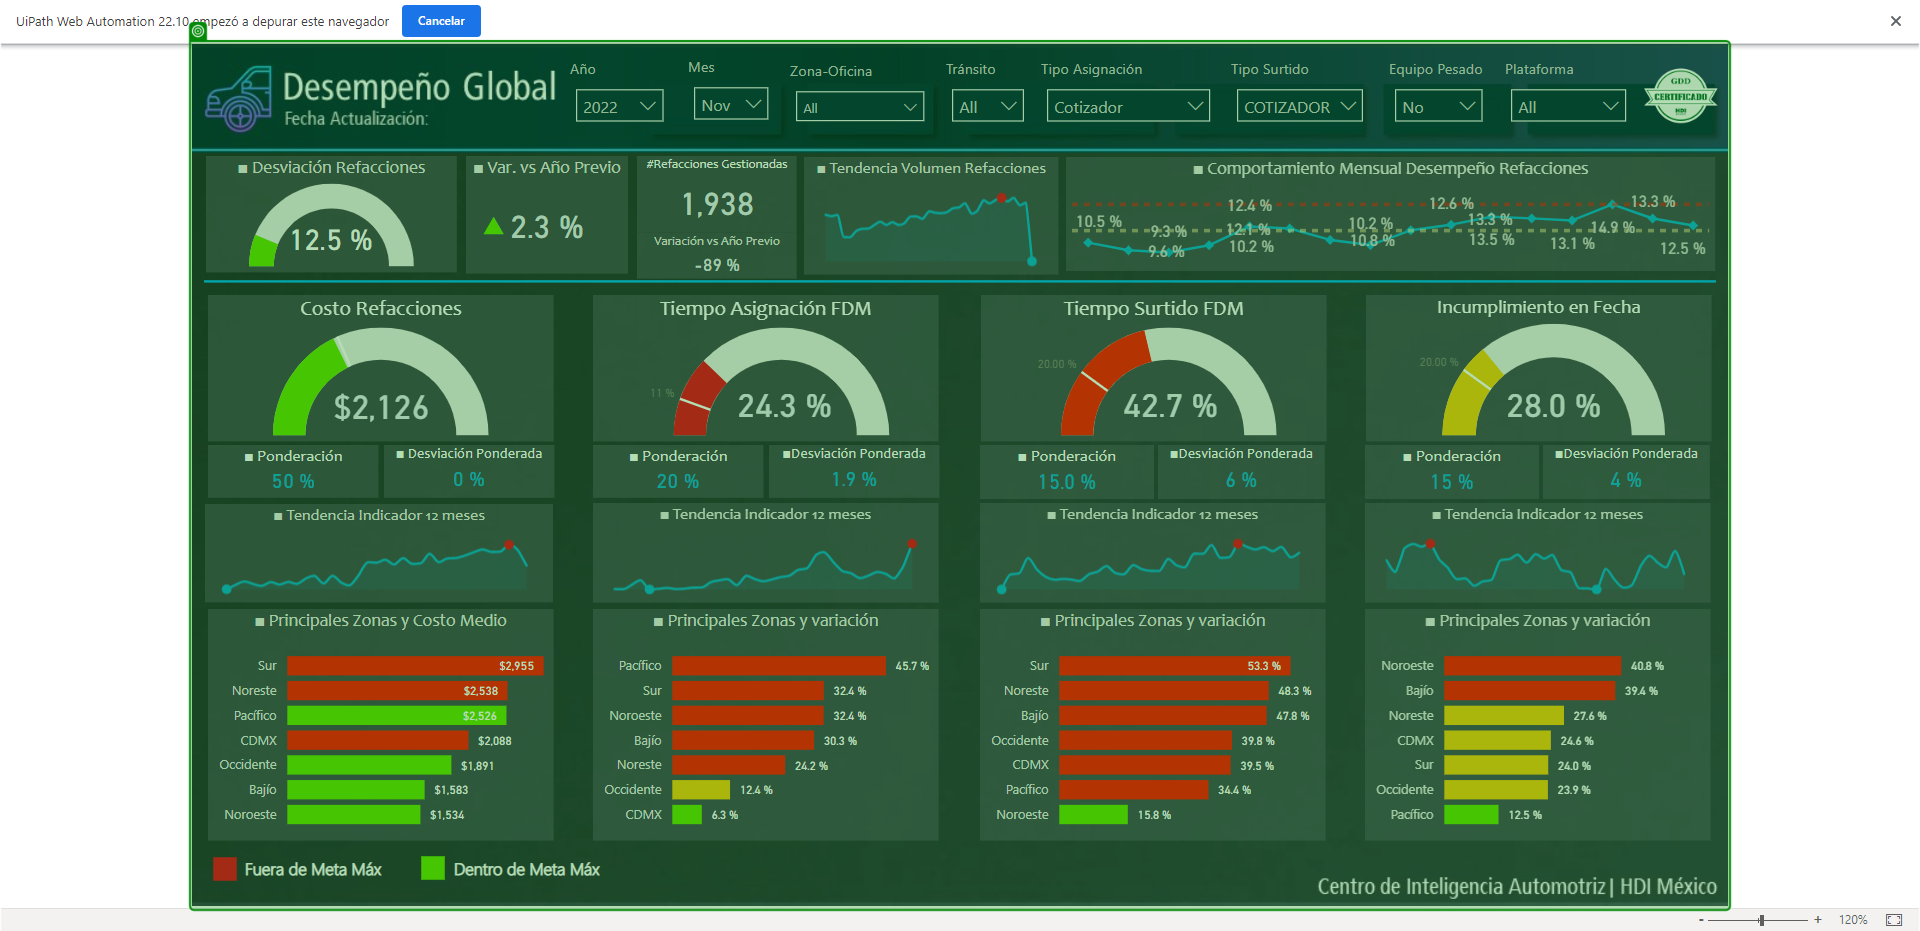 UiPath Web Automation 22.10 empezó a depurar este navegador
Cancelar
Desempeño Global
Fecha Actualización:
Año
2022
Mes
Nov
Zona-Oficina
All
Tránsito
All
Tipo Asignación
Cotizador
Tipo Surtido
COTIZADOR
Equipo Pesado
No
Plataforma
All
GDD
CERTIFICADO
HDI
Desviación Refacciones
12.5 %
Var. vs Año Previo
2.3 %
#Refacciones Gestionadas
1,938
Variación vs Año Previo
-89 %
Tendencia Volumen Refacciones
Comportamiento Mensual Desempeño Refacciones
10.5 %
9.3 %
9.6 %
12.4 %
12.1 %
10.2 %
10.2 %
10.8 %
12.6 %
13.3 %
13.5 %
13.1 %
14.9 %
13.3 %
12.5 %
Costo Refacciones
$2,126
Ponderación
50 %
Desviación Ponderada
0 %
Tendencia Indicador 12 meses
Principales Zonas y Costo Medio
Sur $2,955
Noreste $2,538
Pacífico $2,526
CDMX $2,088
Occidente $1,891
Bajío $1,583
Noroeste $1,534
Tiempo Asignación FDM
11 %
24.3 %
Ponderación
20 %
Desviación Ponderada
1.9 %
Tendencia Indicador 12 meses
Principales Zonas y variación
Pacífico 45.7 %
Sur 32.4 %
Noroeste 32.4 %
Bajío 30.3 %
Noreste 24.2 %
Occidente 12.4 %
CDMX 6.3 %
Tiempo Surtido FDM
20.00 %
42.7 %
Ponderación
15.0 %
Desviación Ponderada
6 %
Tendencia Indicador 12 meses
Principales Zonas y variación
Sur 53.3 %
Noreste 48.3 %
Bajío 47.8 %
Occidente 39.8 %
CDMX 39.5 %
Pacífico 34.4 %
Noroeste 15.8 %
Incumplimiento en Fecha
20.00 %
28.0 %
Ponderación
15 %
Desviación Ponderada
4 %
Tendencia Indicador 12 meses
Principales Zonas y variación
Noroeste 40.8 %
Bajío 39.4 %
Noreste 27.6 %
CDMX 24.6 %
Sur 24.0 %
Occidente 23.9 %
Pacífico 12.5 %
Fuera de Meta Máx
Dentro de Meta Máx
Centro de Inteligencia Automotriz| HDI México
- + 120%